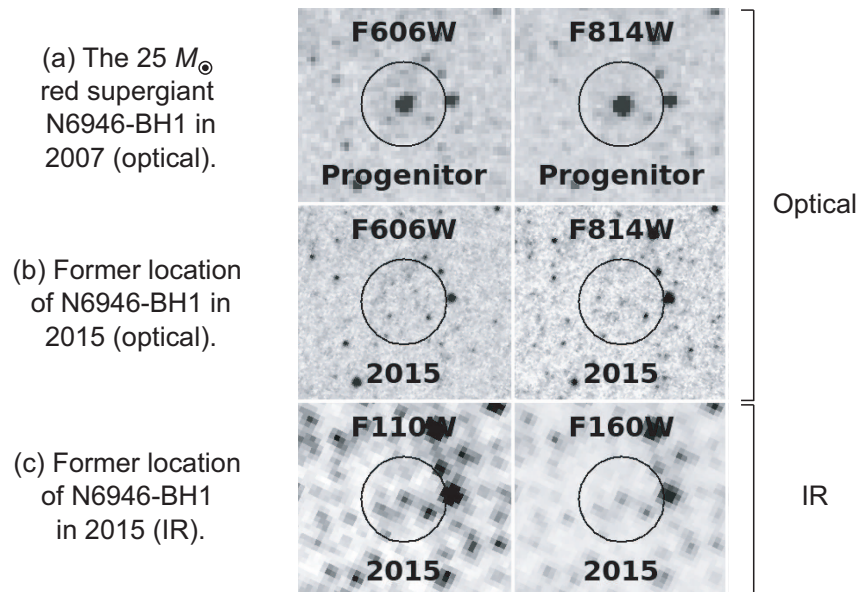 (a) The 25 M⊙
red supergiant
N6946-BH1 in
2007 (optical).
F606W
F814W
Progenitor
Progenitor
(b) Former location
of N6946-BH1 in
2015 (optical).
F606W
F814W
2015
2015
Optical
(c) Former location
of N6946-BH1
in 2015 (IR).
F110W
F160W
2015
2015
IR